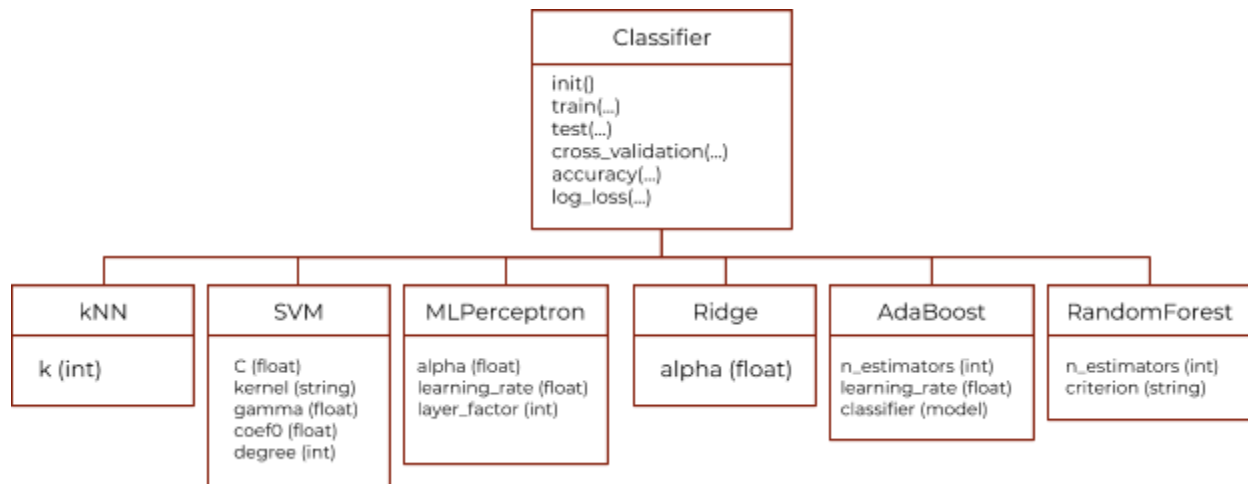 Classifier
init()
train(...)
test(...)
cross_validation(...)
accuracy(...)
log_loss(...)
kNN
k (int)
SVM
C (float)
kernel (string)
gamma (float)
coef0 (float)
degree (int)
MLPerceptron
alpha (float)
learning_rate (float)
layer_factor (int)
Ridge
alpha (float)
AdaBoost
n_estimators (int)
learning_rate (float)
classifier (model)
RandomForest
n_estimators (int)
criterion (string)